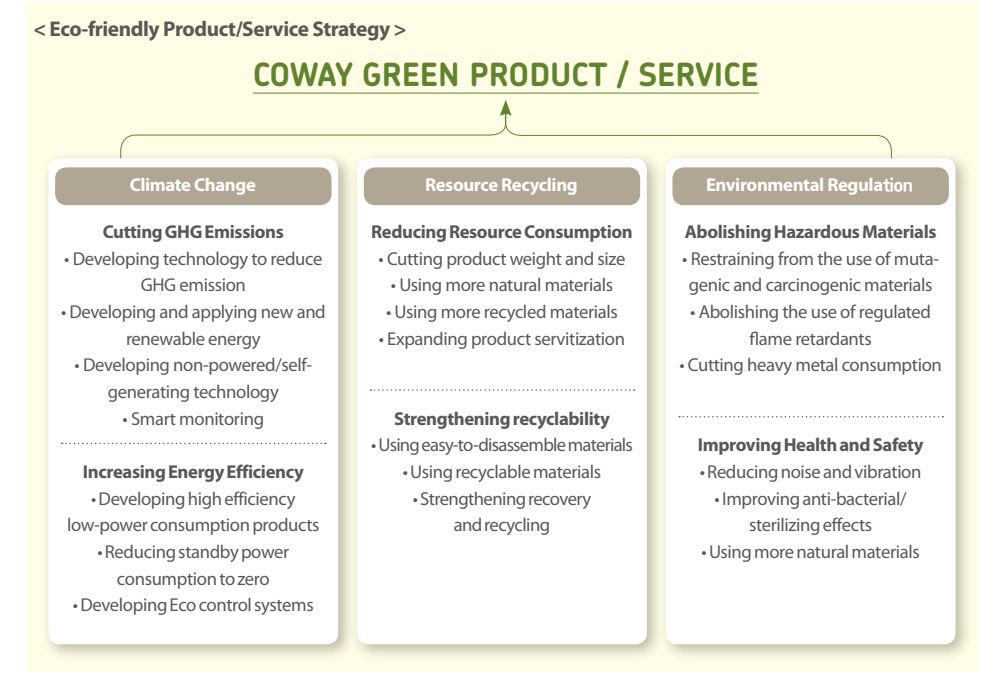 < Eco-friendly Product/Service Strategy >
COWAY GREEN PRODUCT / SERVICE
Climate Change
Cutting GHG Emissions
• Developing technology to reduce
GHG emission
• Developing and applying new and
renewable energy
• Developing non-powered/self-
generating technology
• Smart monitoring
Increasing Energy Efficiency
• Developing high efficiency
low-power consumption products
• Reducing standby power
consumption to zero
• Developing Eco control systems
Resource Recycling
Reducing Resource Consumption
• Cutting product weight and size
• Using more natural materials
• Using more recycled materials
• Expanding product servitization
Strengthening recyclability
• Using easy-to-disassemble materials
• Using recyclable materials
• Strengthening recovery
and recycling
Environmental Regulation
Abolishing Hazardous Materials
• Restraining from the use of muta-
genic and carcinogenic materials
• Abolishing the use of regulated
flame retardants
• Cutting heavy metal consumption
Improving Health and Safety
• Reducing noise and vibration
• Improving anti-bacterial/
sterilizing effects
• Using more natural materials